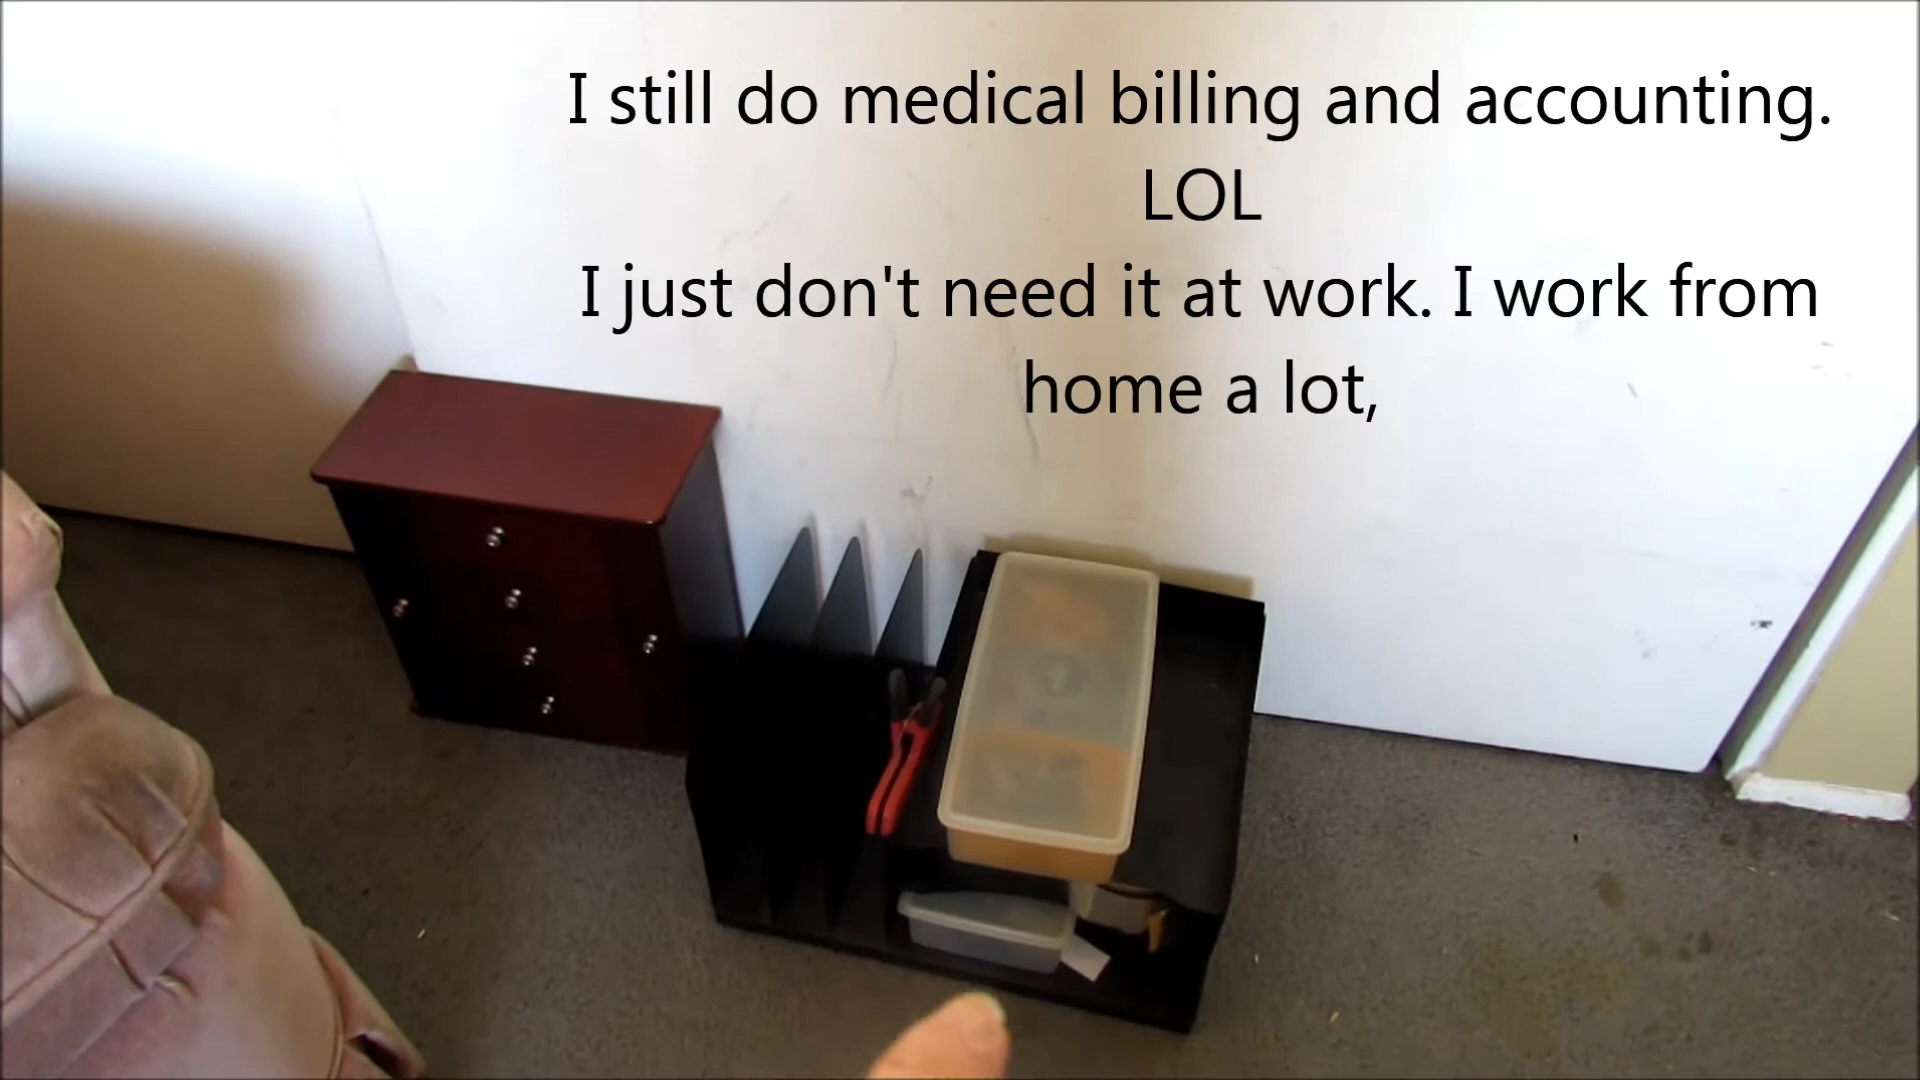 I still do medical billing and accounting.
LOL
I just don't need it at work. I work from
home a lot,